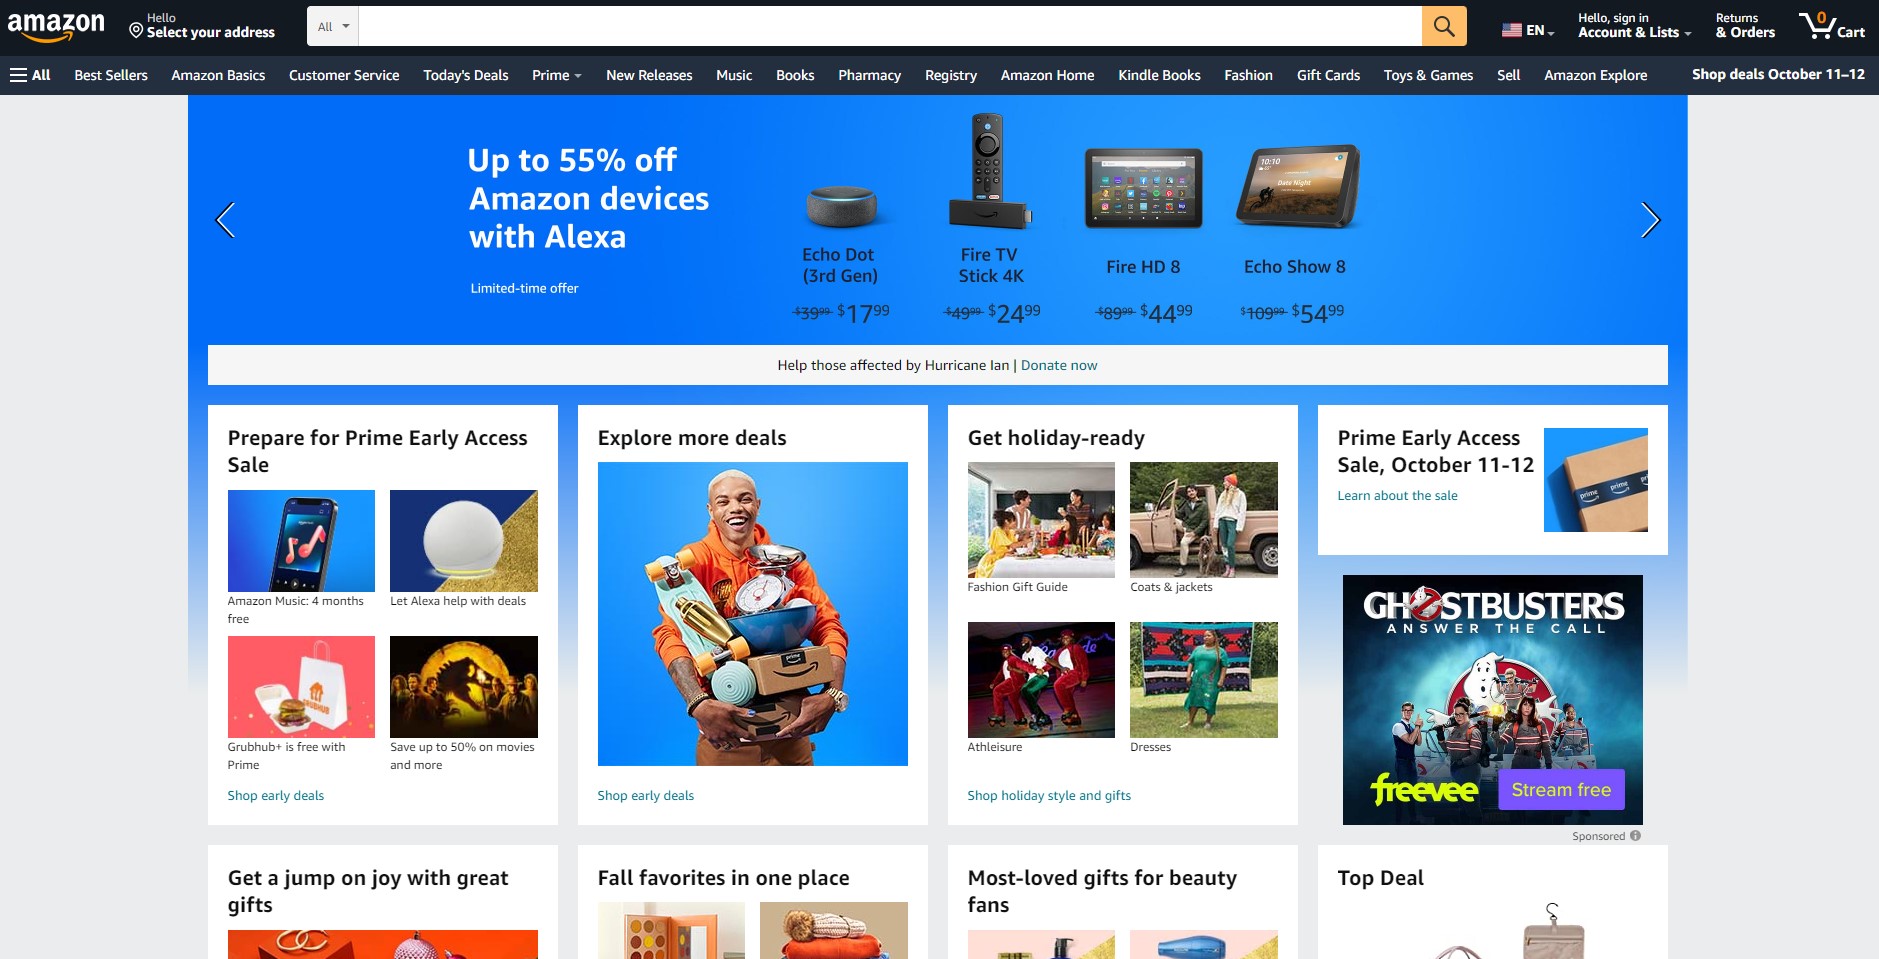 amazon
Hello
Select your address
All
EN
Hello, sign in
Account & Lists
Returns
& Orders
0
Cart
All
Best Sellers
Amazon Basics
Customer Service
Today's Deals
Prime
New Releases
Music
Books
Pharmacy
Registry
Amazon Home
Kindle Books
Fashion
Gift Cards
Toys & Games
Sell
Amazon Explore
Shop deals October 11–12
Up to 55% off
Amazon devices
with Alexa
Limited-time offer
10:10
Date Night
Echo Dot
(3rd Gen)
$39.99 $17.99
Fire TV
Stick 4K
$49.99 $24.99
Fire HD 8
$89.99 $44.99
Echo Show 8
$109.99 $54.99
Help those affected by Hurricane Ian | Donate now
Prepare for Prime Early Access
Sale
Amazon Music: 4 months
free
Let Alexa help with deals
GRUBHUB
Grubhub+ is free with
Prime
Save up to 50% on movies
and more
Shop early deals
Explore more deals
prime
Shop early deals
Get holiday-ready
Fashion Gift Guide
Coats & jackets
Athleisure
Dresses
Shop holiday style and gifts
Prime Early Access
Sale, October 11-12
Learn about the sale
prime
prime
GHOSTBUSTERS
ANSWER THE CALL
freevee
Stream free
Sponsored
Get a jump on joy with great
gifts
Fall favorites in one place
Most-loved gifts for beauty
fans
Top Deal